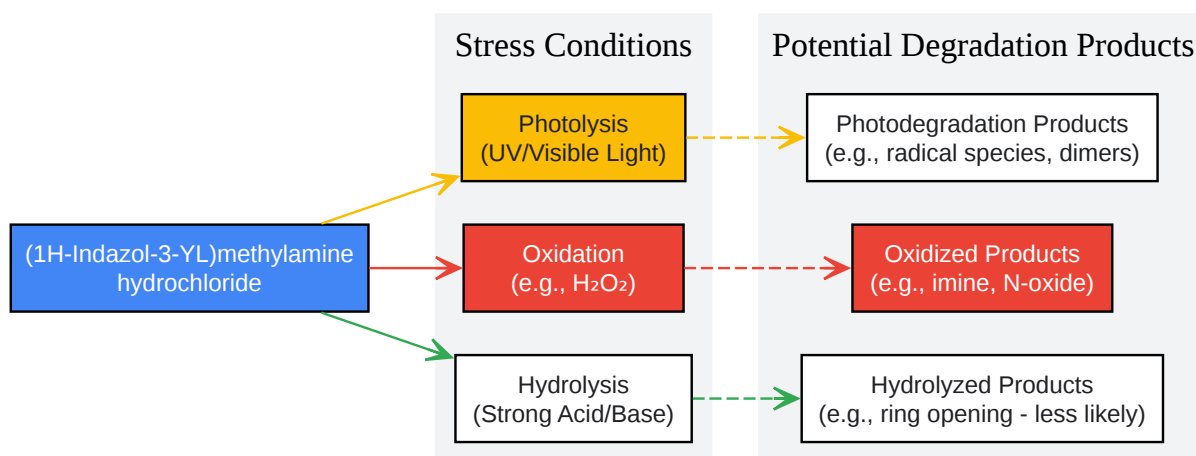 Stress Conditions
Potential Degradation Products
Photolysis
(UV/Visible Light)
Photodegradation Products
(e.g., radical species, dimers)
(1H-Indazol-3-YL)methylamine
hydrochloride
Oxidation
(e.g., H₂O₂)
Oxidized Products
(e.g., imine, N-oxide)
Hydrolysis
(Strong Acid/Base)
Hydrolyzed Products
(e.g., ring opening - less likely)